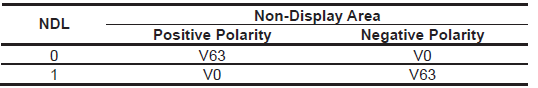 NDL Non-Display Area
Positive Polarity Negative Polarity
0 V63 V0
1 V0 V63